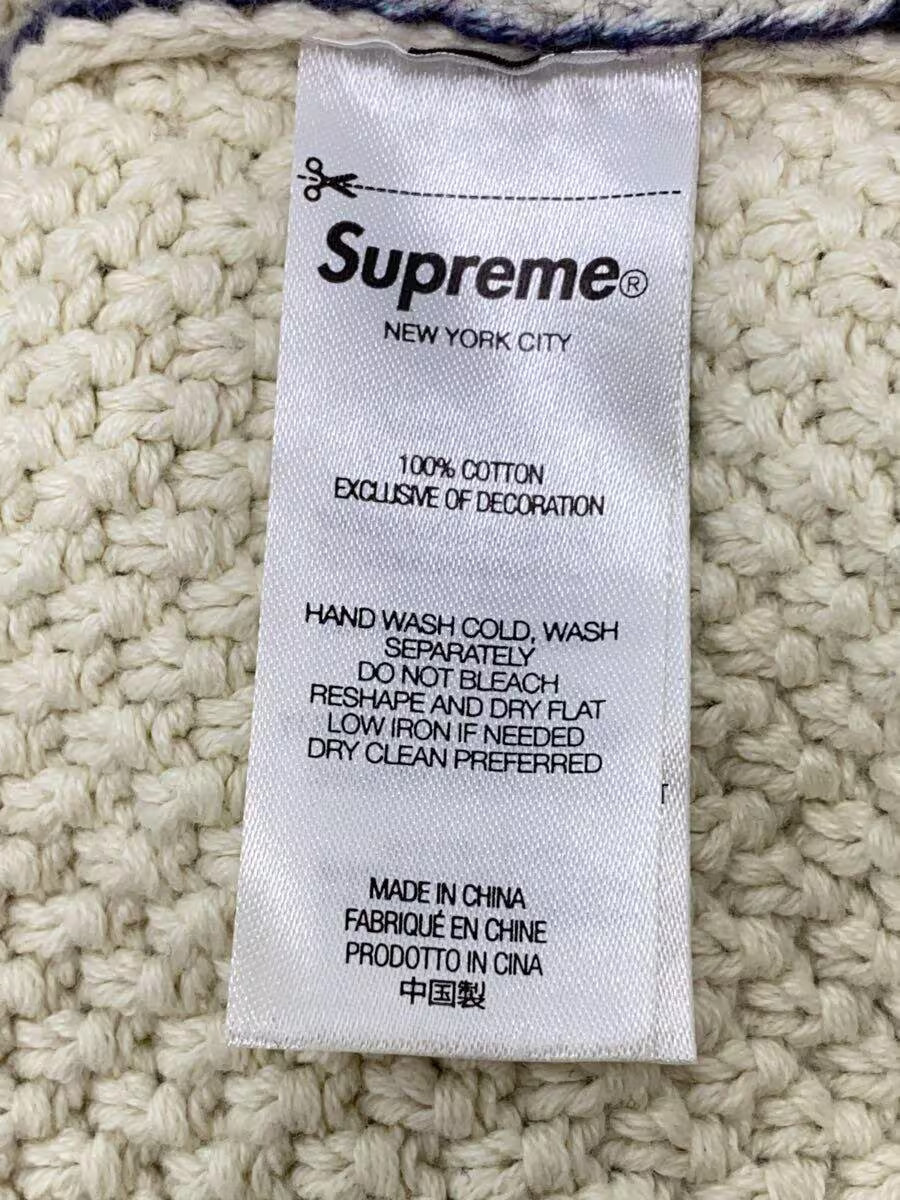 Supreme®
NEW YORK CITY
100% COTTON
EXCLUSIVE OF DECORATION
HAND WASH COLD, WASH
SEPARATELY
DO NOT BLEACH
RESHAPE AND DRY FLAT
LOW IRON IF NEEDED
DRY CLEAN PREFERRED
MADE IN CHINA
FABRIQUÉ EN CHINE
PRODOTTO IN CINA
中国製